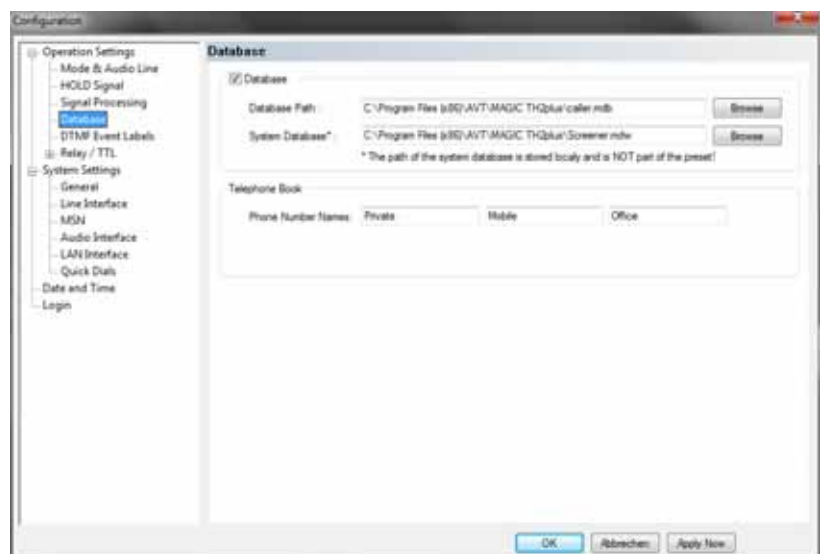 Configuration
Operation Settings
Mode & Audio Line
HOLD Signal
Signal Processing
Database
DTMF Event Labels
Relay / TTL
System Settings
General
Line Interface
MSN
Audio Interface
LAN Interface
Quick Dials
Date and Time
Login
Database
Database
Database Path: C:\Program Files (x86)\AVT\MAGIC TH2plus\caller.mdb Browse
System Database*: C:\Program Files (x86)\AVT\MAGIC TH2plus\Screener.mdw Browse
* The path of the system database is stored localy and is NOT part of the preset!
Telephone Book
Phone Number Names: Private Mobile Office
OK Abbrechen Apply Now